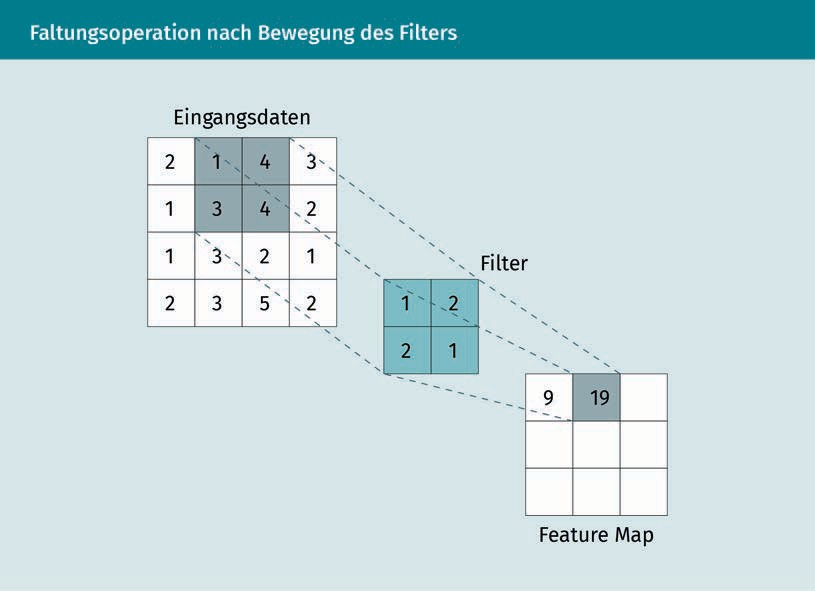 Faltungsoperation nach Bewegung des Filters
Eingangsdaten
2 1 4 3
1 3 4 2
1 3 2 1
2 3 5 2
Filter
1 2
2 1
9 19
Feature Map